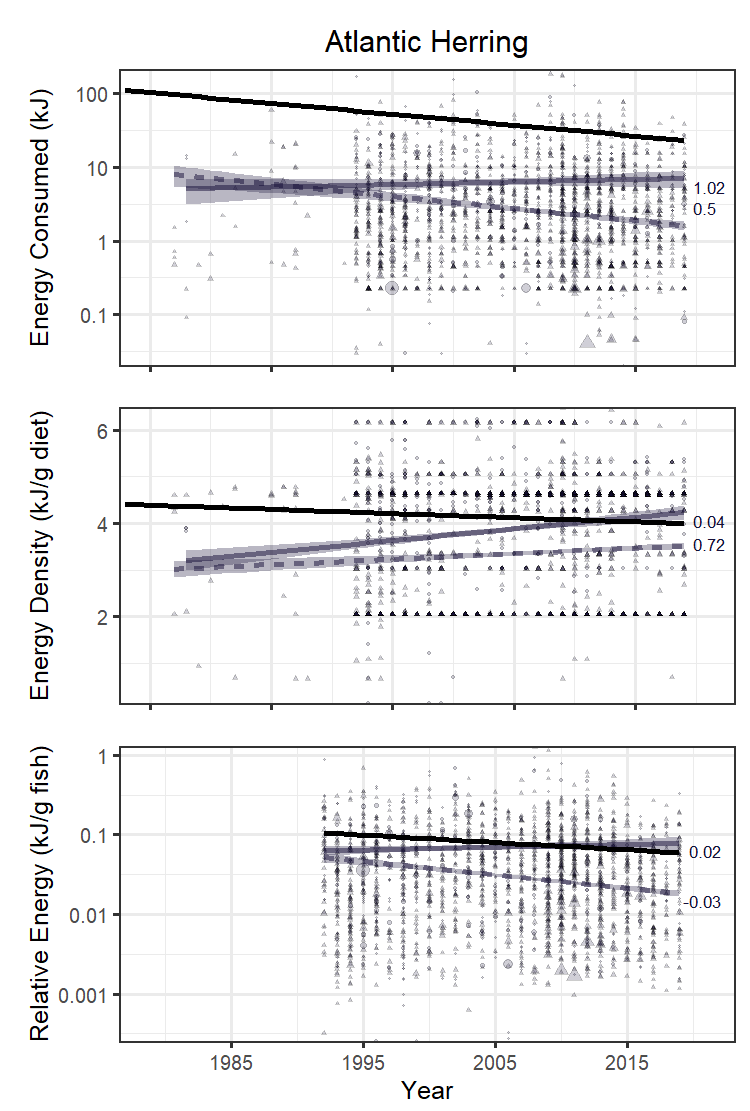 Atlantic Herring
Energy Consumed (kJ)
100
10
1
0.1
1.02
0.5
Energy Density (kJ/g diet)
6
4
2
0.04
0.72
Relative Energy (kJ/g fish)
1
0.1
0.01
0.001
0.02
-0.03
1985 1995 2005 2015
Year